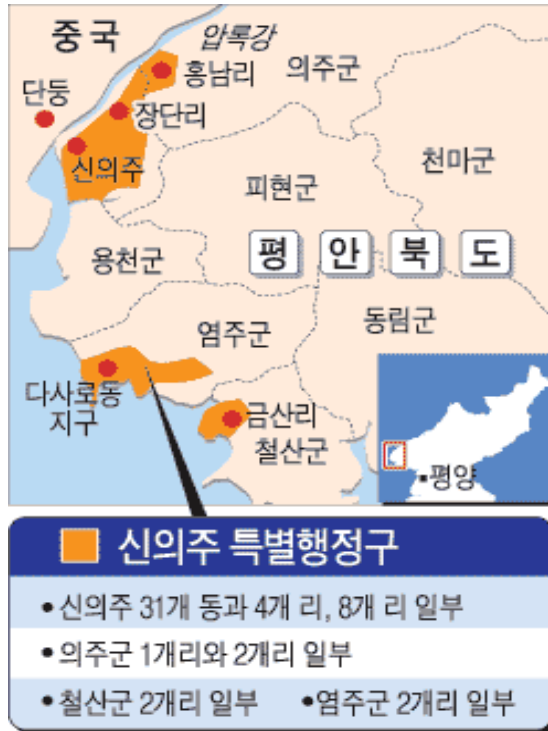 중국
압록강
홍남리
의주군
단둥
장단리
신의주
천마군
피현군
용천군
평안북도
염주군
동림군
다사로동
지구
금산리
철산군
•평양
신의주 특별행정구
•신의주 31개 동과 4개 리, 8개 리 일부
•의주군 1개리와 2개리 일부
•철산군 2개리 일부 •염주군 2개리 일부